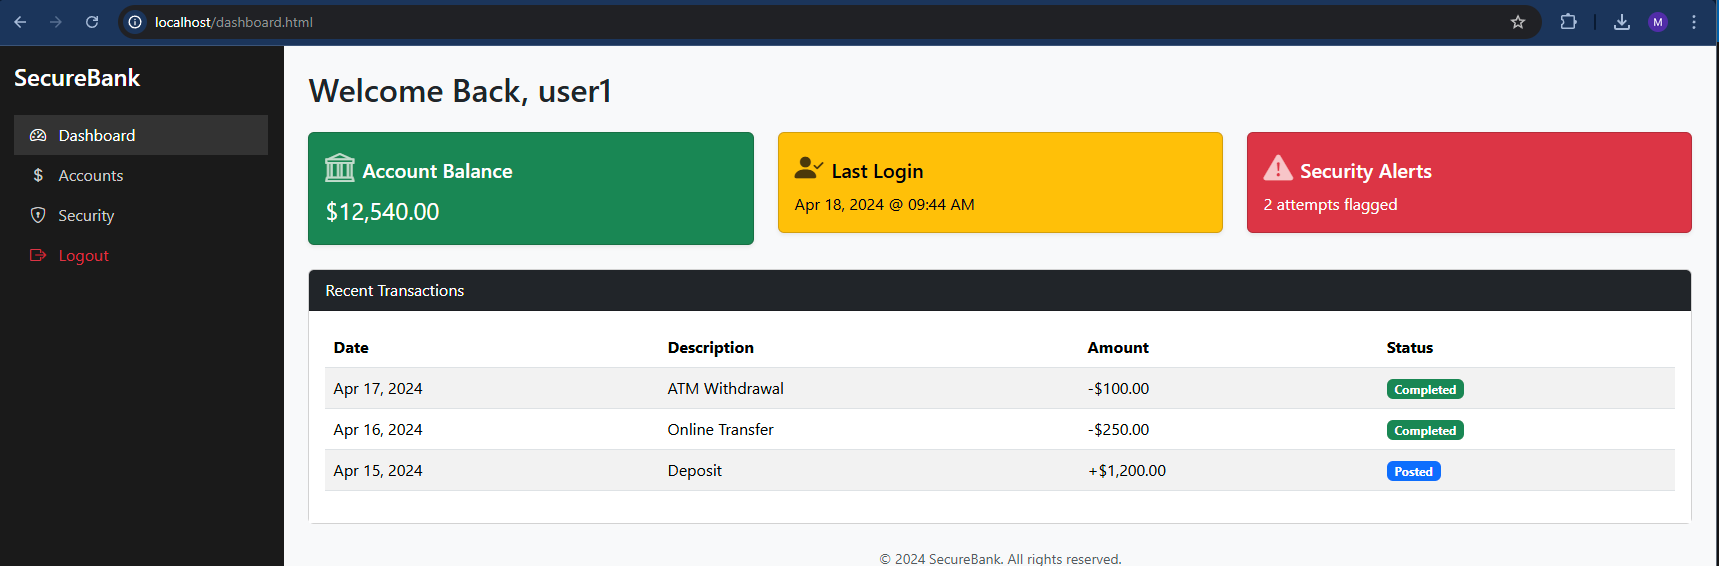 localhost/dashboard.html
M
SecureBank
Dashboard
Accounts
Security
Logout
Welcome Back, user1
Account Balance
$12,540.00
Last Login
Apr 18, 2024 @ 09:44 AM
Security Alerts
2 attempts flagged
Recent Transactions
Date Description Amount Status
Apr 17, 2024 ATM Withdrawal -$100.00 Completed
Apr 16, 2024 Online Transfer -$250.00 Completed
Apr 15, 2024 Deposit +$1,200.00 Posted
© 2024 SecureBank. All rights reserved.